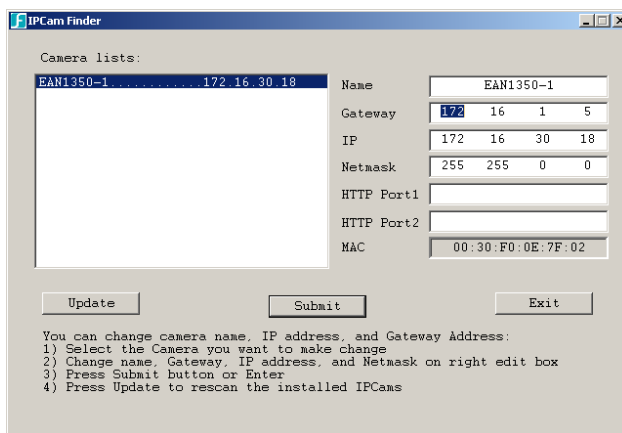 IPCam Finder
Camera lists:
EAN1350-1............172.16.30.18
Name EAN1350-1
Gateway 172 16 1 5
IP 172 16 30 18
Netmask 255 255 0 0
HTTP Port1
HTTP Port2
MAC 00:30:F0:0E:7F:02
Update Submit Exit
You can change camera name, IP address, and Gateway Address:
1) Select the Camera you want to make change
2) Change name, Gateway, IP address, and Netmask on right edit box
3) Press Submit button or Enter
4) Press Update to rescan the installed IPCams